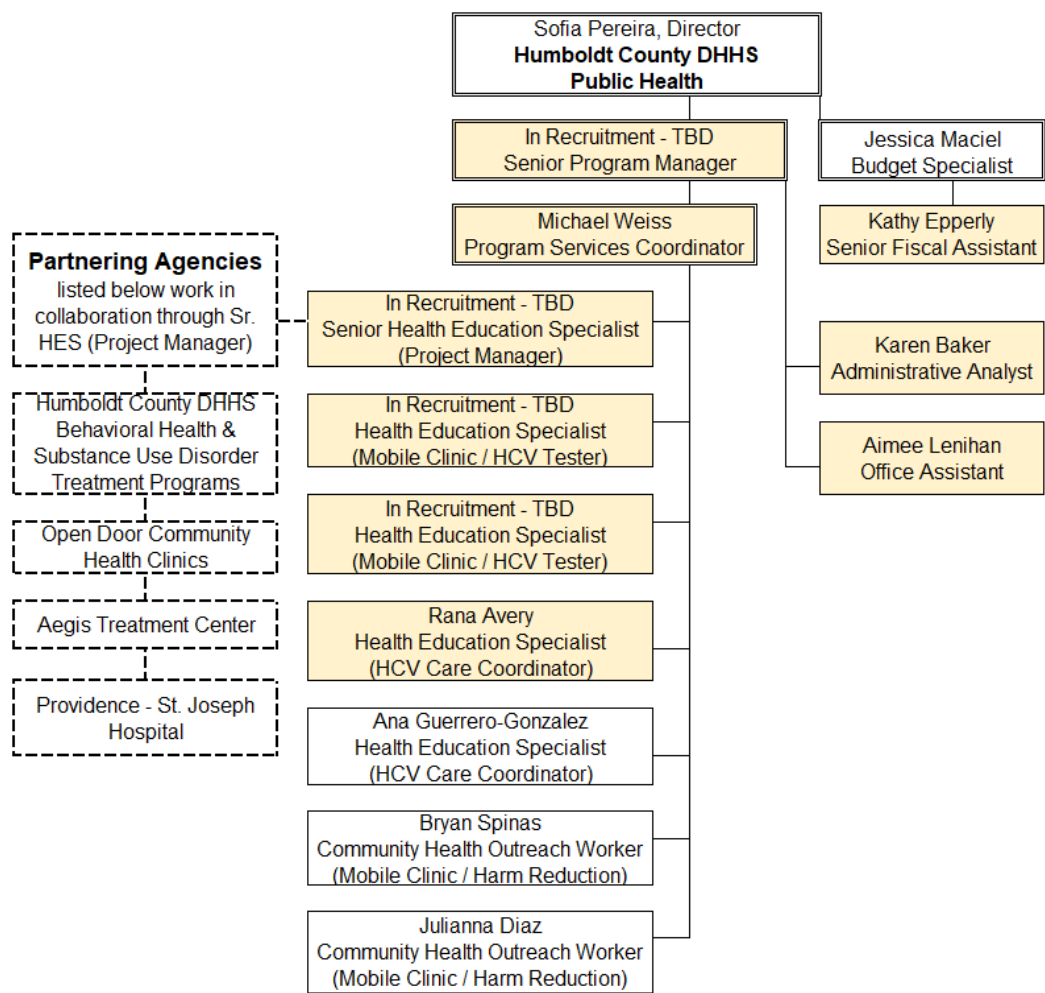 Sofia Pereira, Director
Humboldt County DHHS
Public Health
In Recruitment - TBD
Senior Program Manager
Jessica Maciel
Budget Specialist
Michael Weiss
Program Services Coordinator
Kathy Epperly
Senior Fiscal Assistant
Partnering Agencies
listed below work in
collaboration through Sr.
HES (Project Manager)
In Recruitment - TBD
Senior Health Education Specialist
(Project Manager)
Karen Baker
Administrative Analyst
Humboldt County DHHS
Behavioral Health &
Substance Use Disorder
Treatment Programs
In Recruitment - TBD
Health Education Specialist
(Mobile Clinic / HCV Tester)
Aimee Lenihan
Office Assistant
Open Door Community
Health Clinics
In Recruitment - TBD
Health Education Specialist
(Mobile Clinic / HCV Tester)
Aegis Treatment Center
Rana Avery
Health Education Specialist
(HCV Care Coordinator)
Providence - St. Joseph
Hospital
Ana Guerrero-Gonzalez
Health Education Specialist
(HCV Care Coordinator)
Bryan Spinas
Community Health Outreach Worker
(Mobile Clinic / Harm Reduction)
Julianna Diaz
Community Health Outreach Worker
(Mobile Clinic / Harm Reduction)